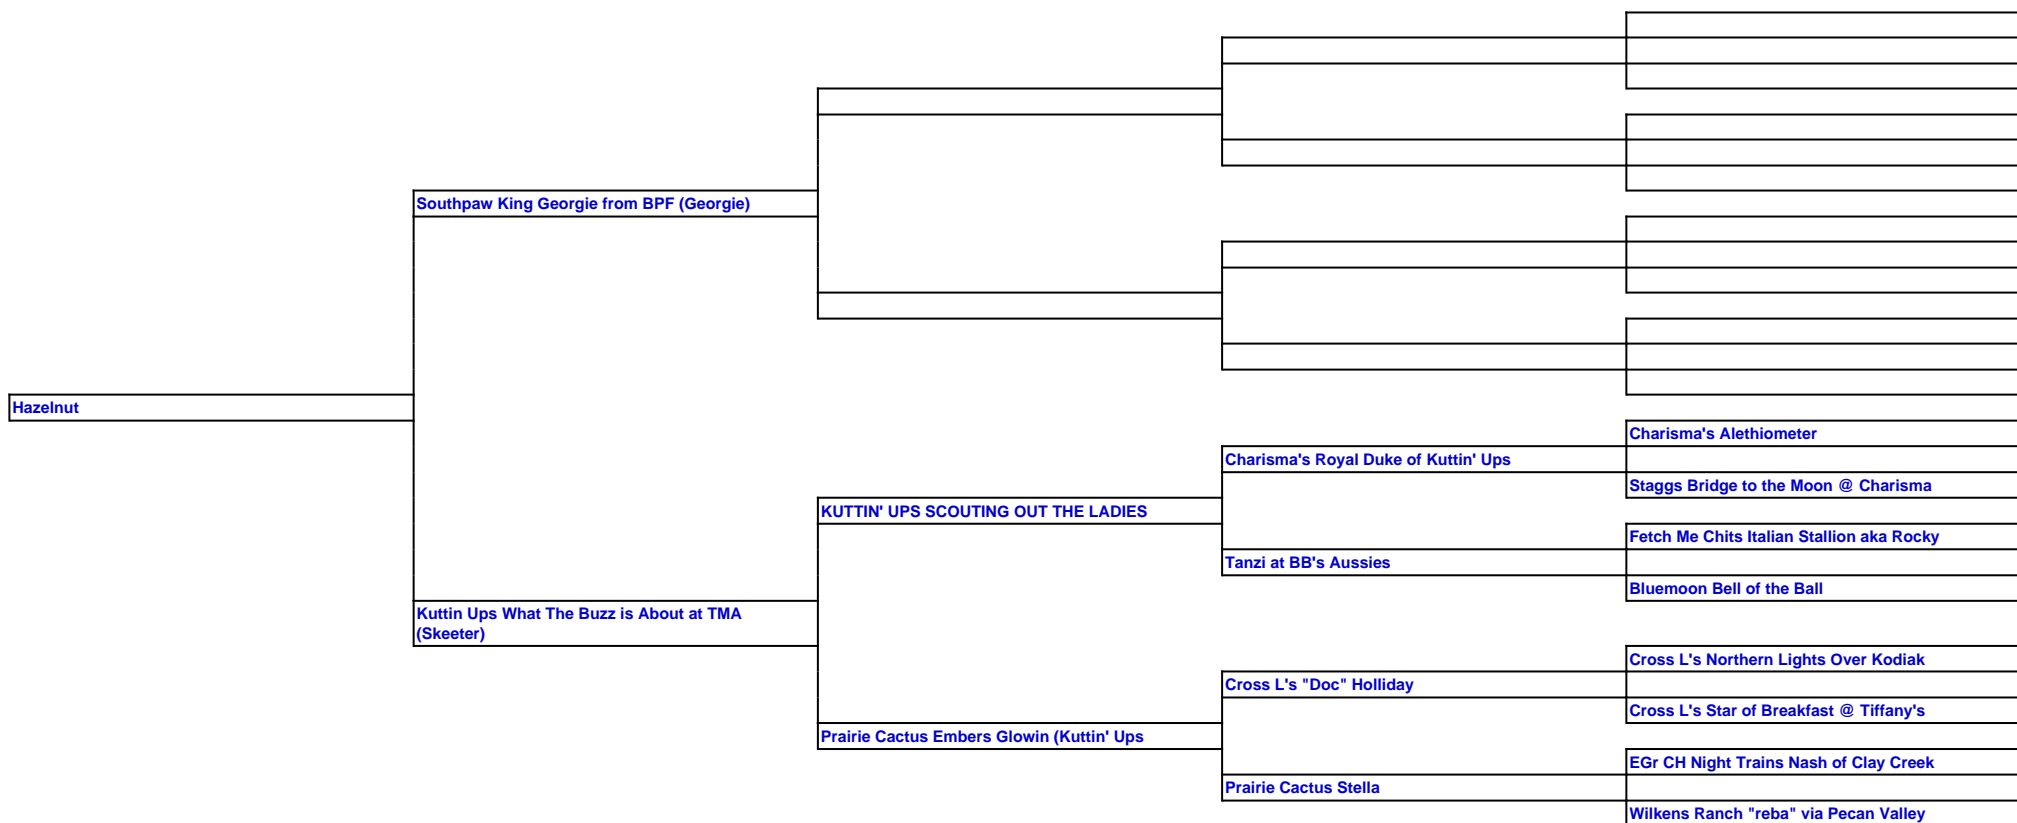 Southpaw King Georgie from BPF (Georgie)
Hazelnut
Charisma's Alethiometer
Charisma's Royal Duke of Kuttin' Ups
Staggs Bridge to the Moon @ Charisma
KUTTIN' UPS SCOUTING OUT THE LADIES
Fetch Me Chits Italian Stallion aka Rocky
Tanzi at BB's Aussies
Bluemoon Bell of the Ball
Kuttin Ups What The Buzz is About at TMA
(Skeeter)
Cross L's Northern Lights Over Kodiak
Cross L's "Doc" Holliday
Cross L's Star of Breakfast @ Tiffany's
Prairie Cactus Embers Glowin (Kuttin' Ups
EGr CH Night Trains Nash of Clay Creek
Prairie Cactus Stella
Wilkens Ranch "reba" via Pecan Valley